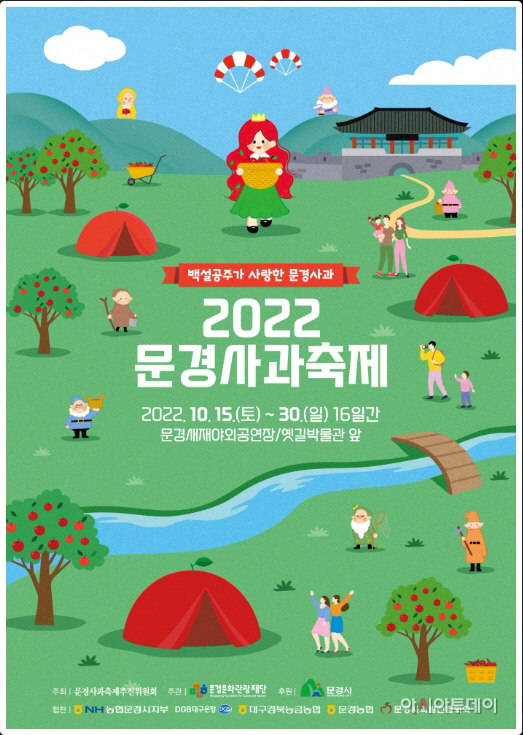 백설공주가 사랑한 문경사과
2022
문경사과축제
2022. 10. 15.(토) ~ 30.(일) 16일간
문경새재야외공연장/옛길박물관 앞
주최 | 문경사과축제추진위원회 주관 | 문경문화관광재단 후원 | 문경시
협찬 | NH농협문경시지부 DGB대구은행 DGB 대구경북능금농협 문경농협
아시아투데이